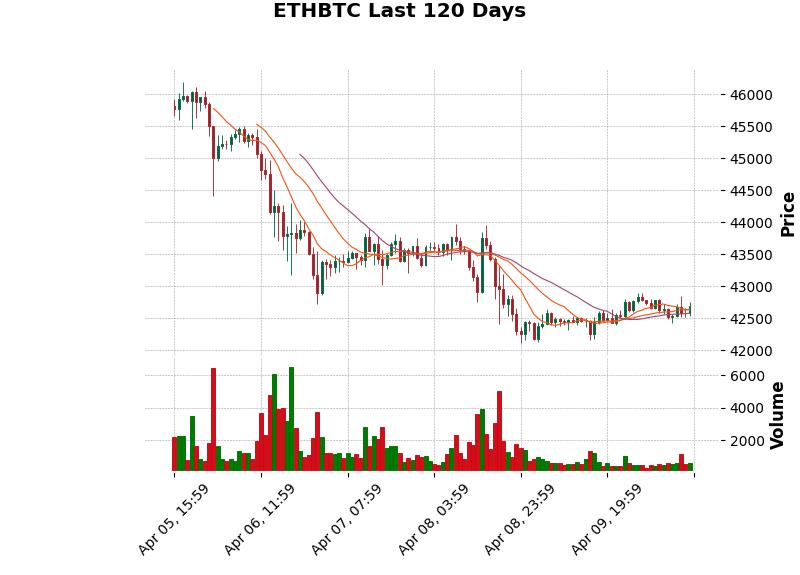 ETHBTC Last 120 Days
46000
45500
45000
44500
44000
43500
43000
42500
42000
Price
6000
4000
2000
Volume
Apr 05, 15:59
Apr 06, 11:59
Apr 07, 07:59
Apr 08, 03:59
Apr 08, 23:59
Apr 09, 19:59